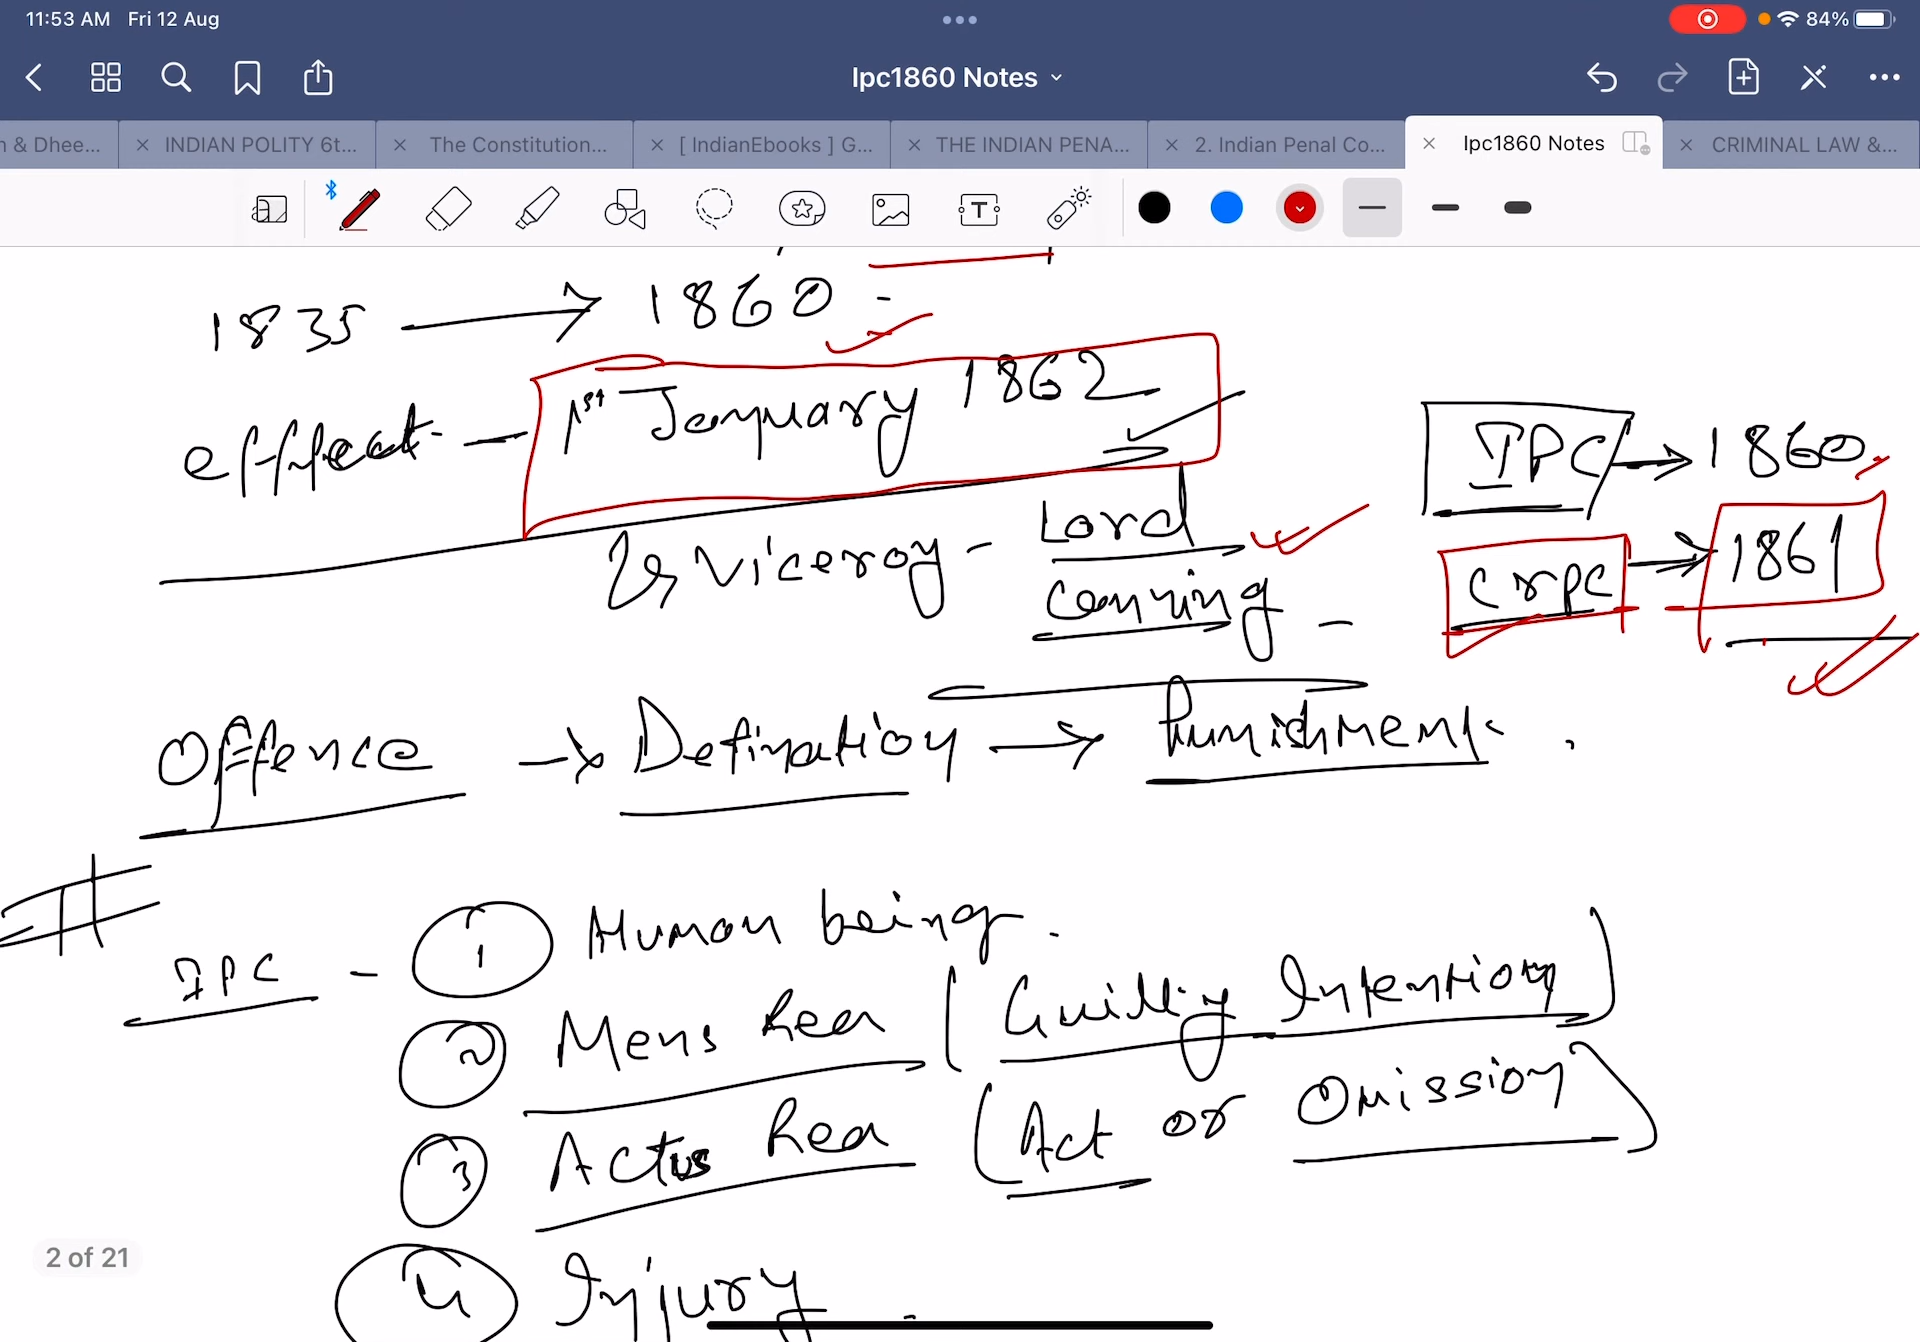 11:53 AM Fri 12 Aug
84%
Ipc1860 Notes
n & Dhee...
INDIAN POLITY 6t...
The Constitution...
[ IndianEbooks ] G...
THE INDIAN PENA...
2. Indian Penal Co...
Ipc1860 Notes
CRIMINAL LAW &...
1835 → 1860 -
effect - 1st January 1862
IPC → 1860
Viceroy - Lord
Canning -
Crpc → 1861
Offence → Defination → Punishment.
# IPC - 1 Human being.
2 Mens Rea (Guilty Intention)
3 Actus Rea (Act or Omission)
4 Injury
2 of 21